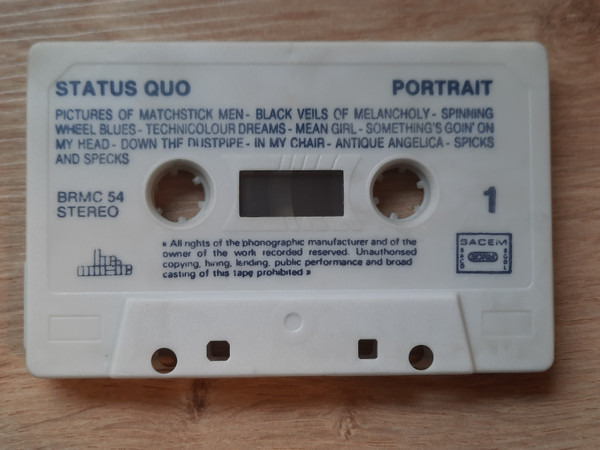 STATUS QUO PORTRAIT
PICTURES OF MATCHSTICK MEN - BLACK VEILS OF MELANCHOLY - SPINNING
WHEEL BLUES - TECHNICOLOUR DREAMS - MEAN GIRL - SOMETHING'S GOIN' ON
MY HEAD - DOWN THE DUSTPIPE - IN MY CHAIR - ANTIQUE ANGELICA - SPICKS
AND SPECKS
BRMC 54
STEREO
1
« All rights of the phonographic manufacturer and of the
owner of the work recorded reserved. Unauthorised
copying, hiring, lending, public performance and broad
casting of this tape prohibited »
SACEM